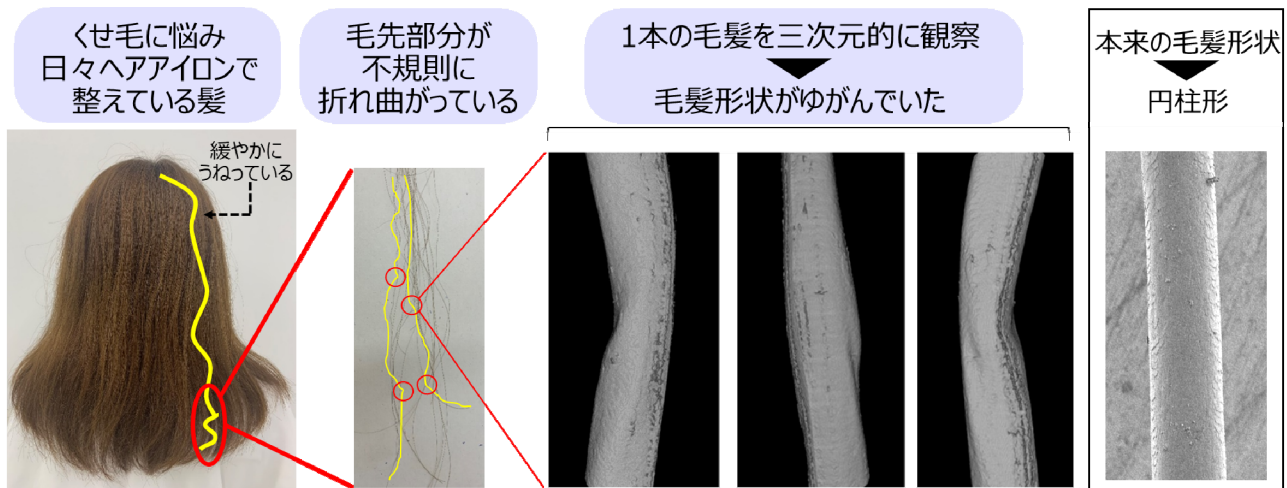 くせ毛に悩み
日々ヘアアイロンで
整えている髪
緩やかに
うねっている
毛先部分が
不規則に
折れ曲がっている
1本の毛髪を三次元的に観察
毛髪形状がゆがんでいた
本来の毛髪形状
円柱形